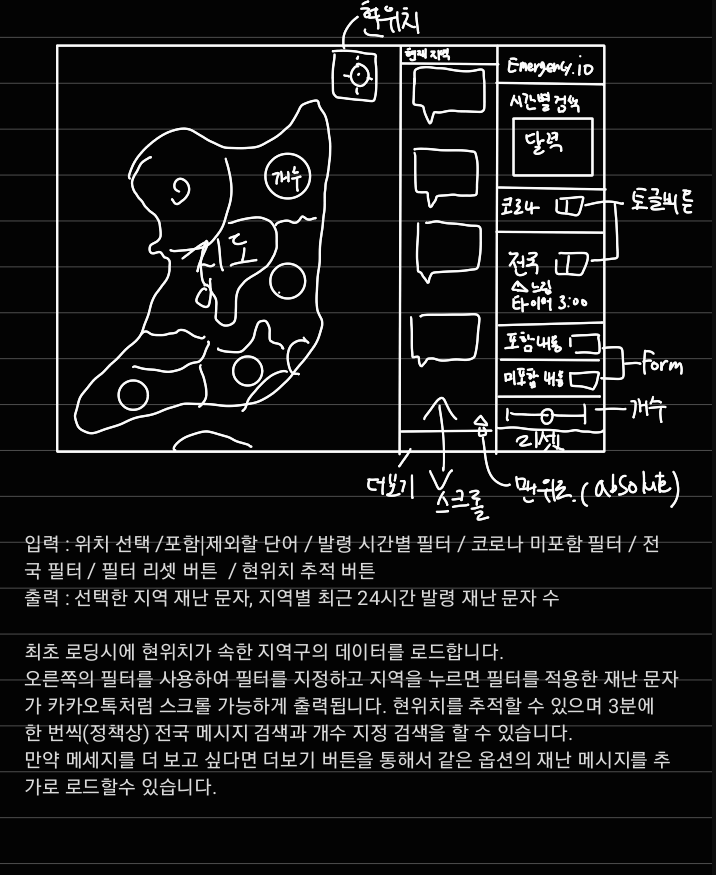 현위치
현재 지역
Emergency.io
시간별 검색
달력
개수
코로나
토글버튼
지도
전국
느림
타이머 3:00
포함내용
Form
미포함 내용
개수
리셋
더보기
스크롤
맨위로.(absolute)
입력 : 위치 선택 /포함|제외할 단어 / 발령 시간별 필터 / 코로나 미포함 필터 / 전
국 필터 / 필터 리셋 버튼 / 현위치 추적 버튼
출력 : 선택한 지역 재난 문자, 지역별 최근 24시간 발령 재난 문자 수
최초 로딩시에 현위치가 속한 지역구의 데이터를 로드합니다.
오른쪽의 필터를 사용하여 필터를 지정하고 지역을 누르면 필터를 적용한 재난 문자
가 카카오톡처럼 스크롤 가능하게 출력됩니다. 현위치를 추적할 수 있으며 3분에
한 번씩(정책상) 전국 메시지 검색과 개수 지정 검색을 할 수 있습니다.
만약 메세지를 더 보고 싶다면 더보기 버튼을 통해서 같은 옵션의 재난 메시지를 추
가로 로드할수 있습니다.